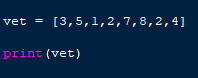 vet = [3,5,1,2,7,8,2,4]
print(vet)